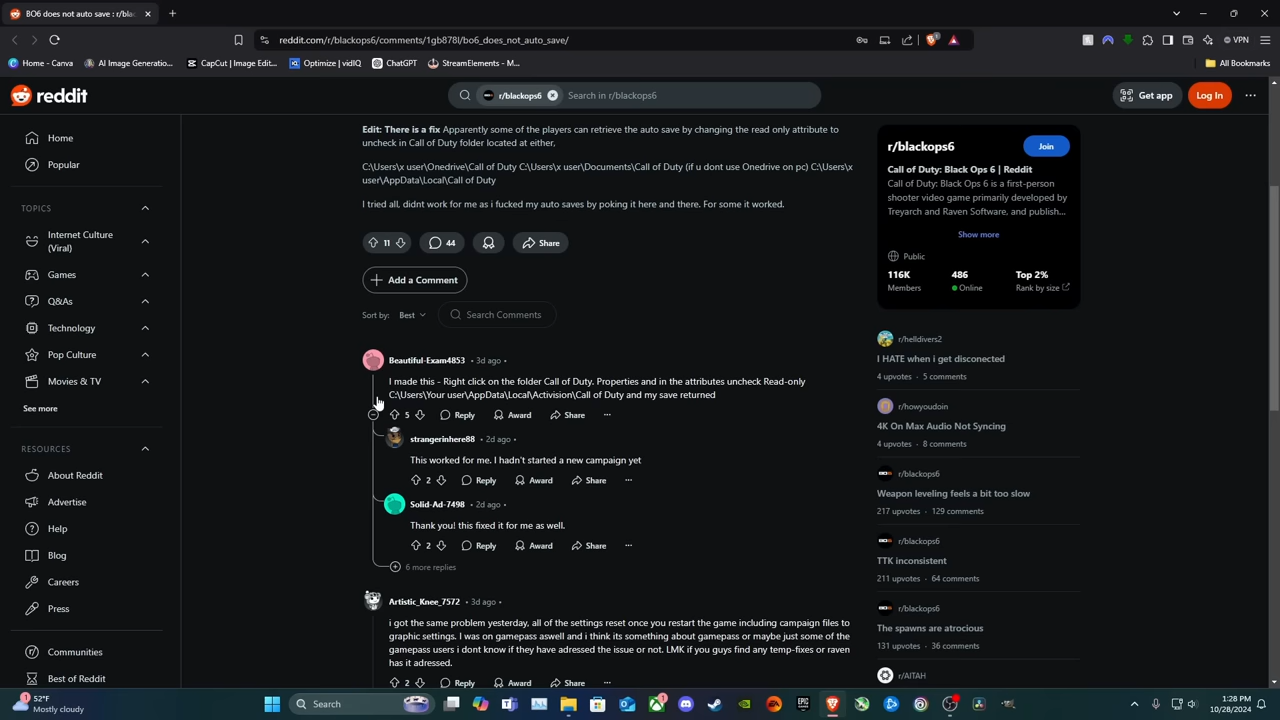 BO6 does not auto save : r/bla
reddit.com/r/blackops6/comments/1gb878l/bo6_does_not_auto_save/
VPN
Home - Canva
AI Image Generatio...
CapCut | Image Edit...
Optimize | vidIQ
ChatGPT
StreamElements - M...
All Bookmarks
reddit
r/blackops6
Search in r/blackops6
Get app
Log In
Home
Popular
TOPICS
Internet Culture
(Viral)
Games
Q&As
Technology
Pop Culture
Movies & TV
See more
RESOURCES
About Reddit
Advertise
Help
Blog
Careers
Press
Communities
Best of Reddit
Edit: There is a fix Apparently some of the players can retrieve the auto save by changing the read only attribute to
uncheck in Call of Duty folder located at either.
C:\Users\x user\Onedrive\Call of Duty C:\Users\x user\Documents\Call of Duty (if u dont use Onedrive on pc) C:\Users\x
user\AppData\Local\Call of Duty
I tried all, didnt work for me as i fucked my auto saves by poking it here and there. For some it worked.
11
44
Share
Add a Comment
Sort by: Best
Search Comments
Beautiful-Exam4853 • 3d ago •
I made this - Right click on the folder Call of Duty. Properties and in the attributes uncheck Read-only
C:\Users\Your user\AppData\Local\Activision\Call of Duty and my save returned
5 Reply Award Share ...
strangerinhere88 • 2d ago •
This worked for me. I hadn't started a new campaign yet
2 Reply Award Share ...
Solid-Ad-7498 • 2d ago •
Thank you! this fixed it for me as well.
2 Reply Award Share ...
6 more replies
Artistic_Knee_7572 • 3d ago •
i got the same problem yesterday, all of the settings reset once you restart the game including campaign files to
graphic settings. I was on gamepass aswell and i think its something about gamepass or maybe just some of the
gamepass users i dont know if they have adressed the issue or not. LMK if you guys find any temp-fixes or raven
has it adressed.
2 Reply Award Share ...
r/blackops6
Join
Call of Duty: Black Ops 6 | Reddit
Call of Duty: Black Ops 6 is a first-person
shooter video game primarily developed by
Treyarch and Raven Software, and publish...
Show more
Public
116K 486 Top 2%
Members Online Rank by size
r/helldivers2
I HATE when i get disconected
4 upvotes · 5 comments
r/howyoudoin
4K On Max Audio Not Syncing
4 upvotes · 8 comments
r/blackops6
Weapon leveling feels a bit too slow
217 upvotes · 129 comments
r/blackops6
TTK inconsistent
211 upvotes · 64 comments
r/blackops6
The spawns are atrocious
131 upvotes · 36 comments
r/AITAH
52°F
Mostly cloudy
Search
1:28 PM
10/28/2024